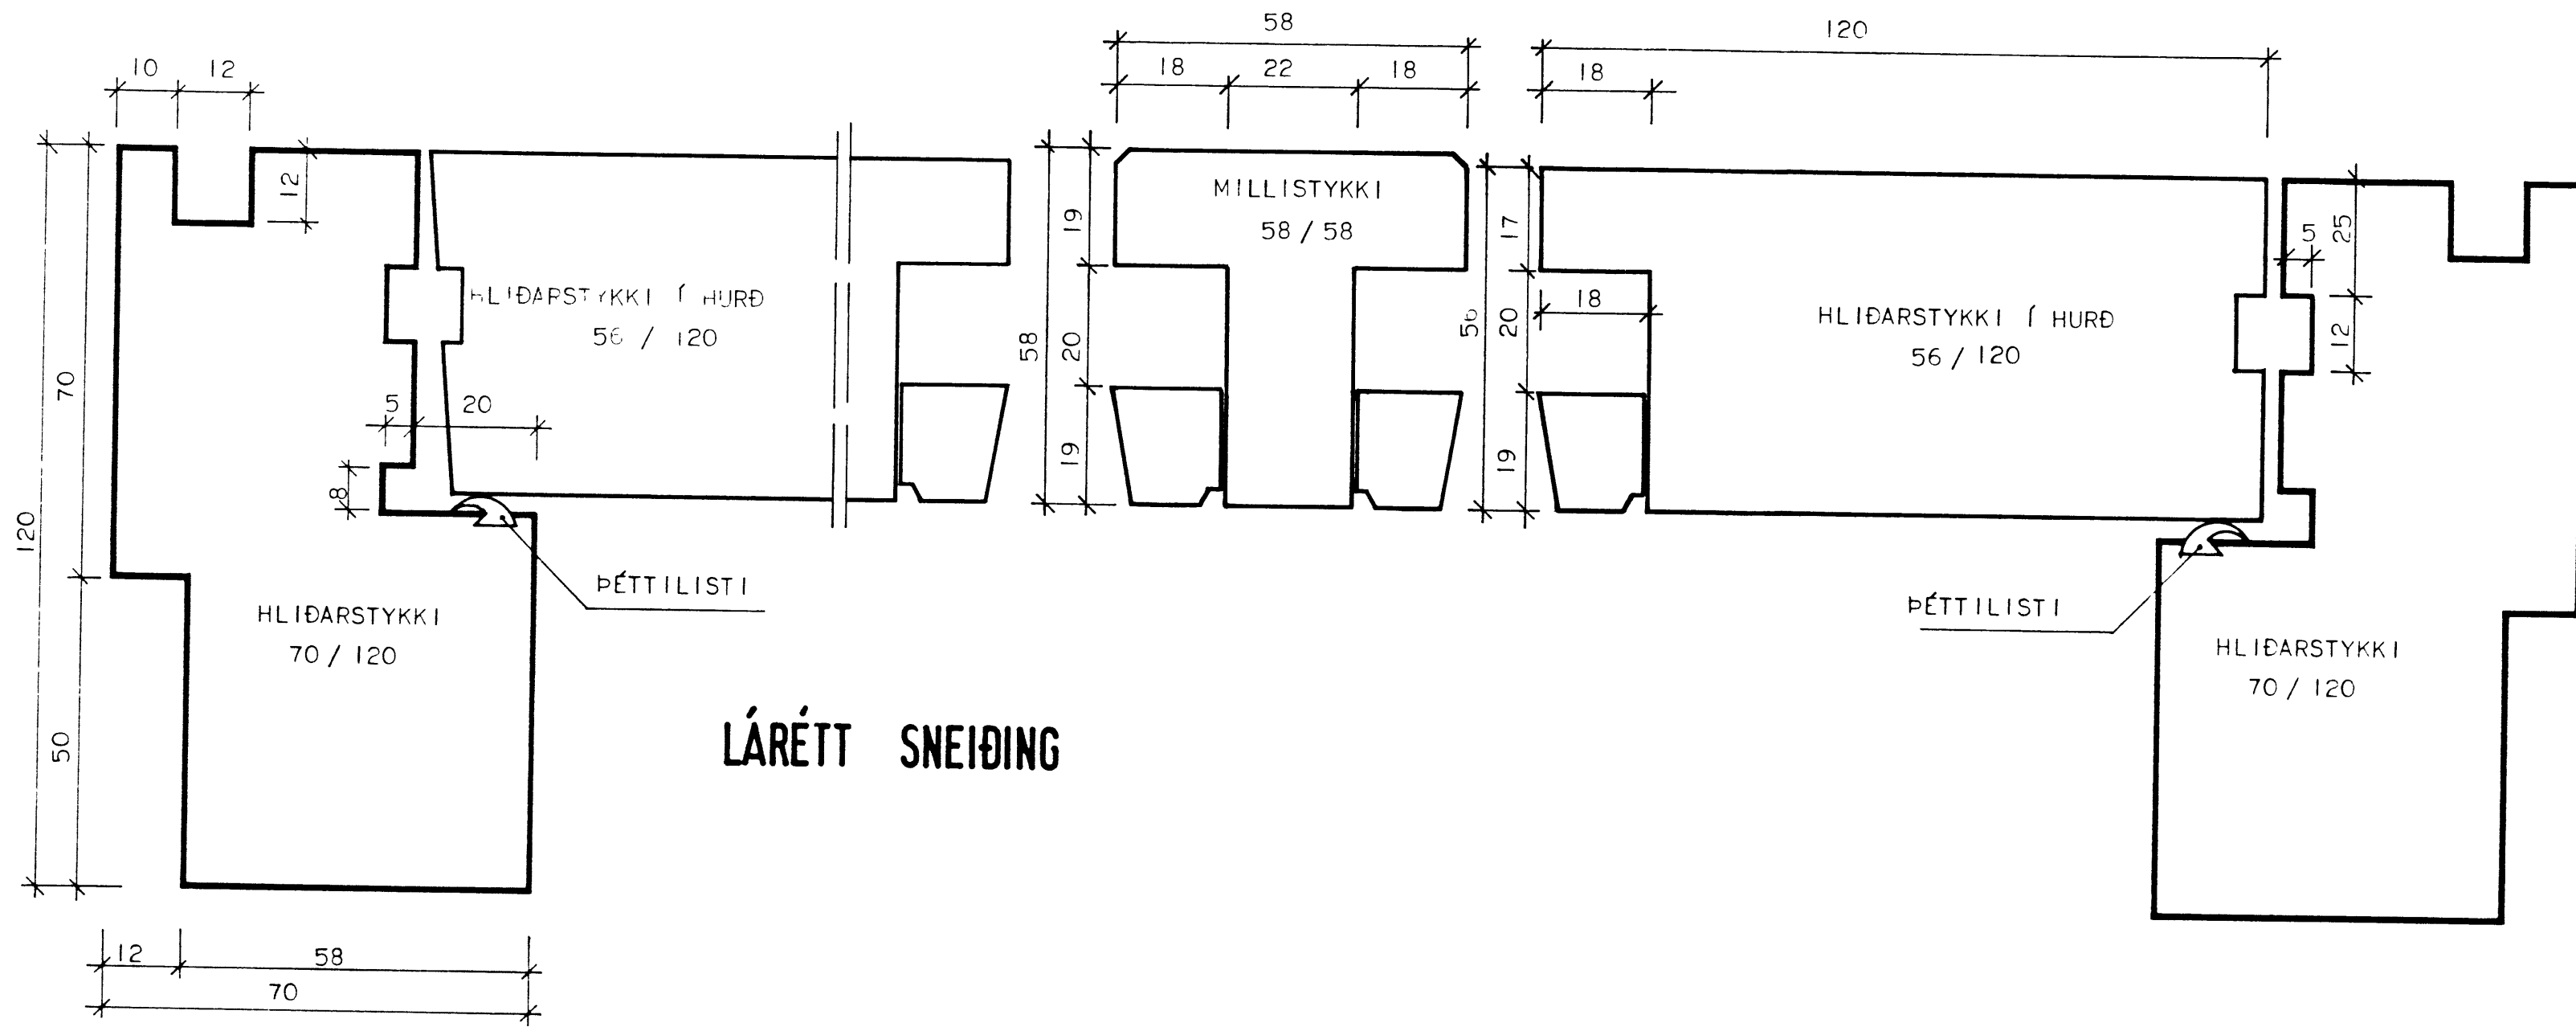 58
120
10 12
18 22 18
18
12
MILLISTYKKI
58 / 58
19
17
5
25
HLIÐARSTYKKI Í HURÐ
56 / 120
18
HLIÐARSTYKKI Í HURÐ
56 / 120
58
20
56
20
12
70
5 20
19
19
8
120
ÞÉTTILISTI
ÞÉTTILISTI
HLIÐARSTYKKI
70 / 120
HLIÐARSTYKKI
70 / 120
50
LÁRÉTT SNEIÐING
12 58
70